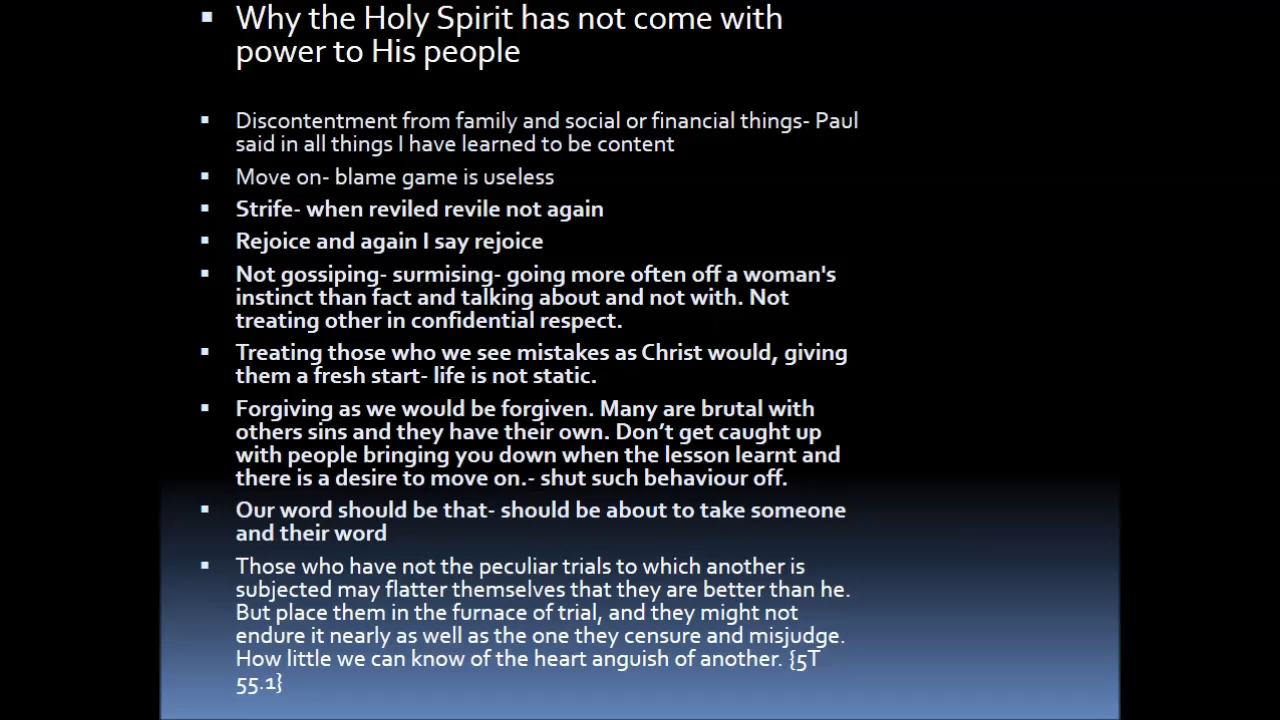 Why the Holy Spirit has not come with
power to His people
Discontentment from family and social or financial things- Paul
said in all things I have learned to be content
Move on- blame game is useless
Strife- when reviled revile not again
Rejoice and again I say rejoice
Not gossiping- surmising- going more often off a woman's
instinct than fact and talking about and not with. Not
treating other in confidential respect.
Treating those who we see mistakes as Christ would, giving
them a fresh start- life is not static.
Forgiving as we would be forgiven. Many are brutal with
others sins and they have their own. Don’t get caught up
with people bringing you down when the lesson learnt and
there is a desire to move on.- shut such behaviour off.
Our word should be that- should be about to take someone
and their word
Those who have not the peculiar trials to which another is
subjected may flatter themselves that they are better than he.
But place them in the furnace of trial, and they might not
endure it nearly as well as the one they censure and misjudge.
How little we can know of the heart anguish of another. {5T
55.1}